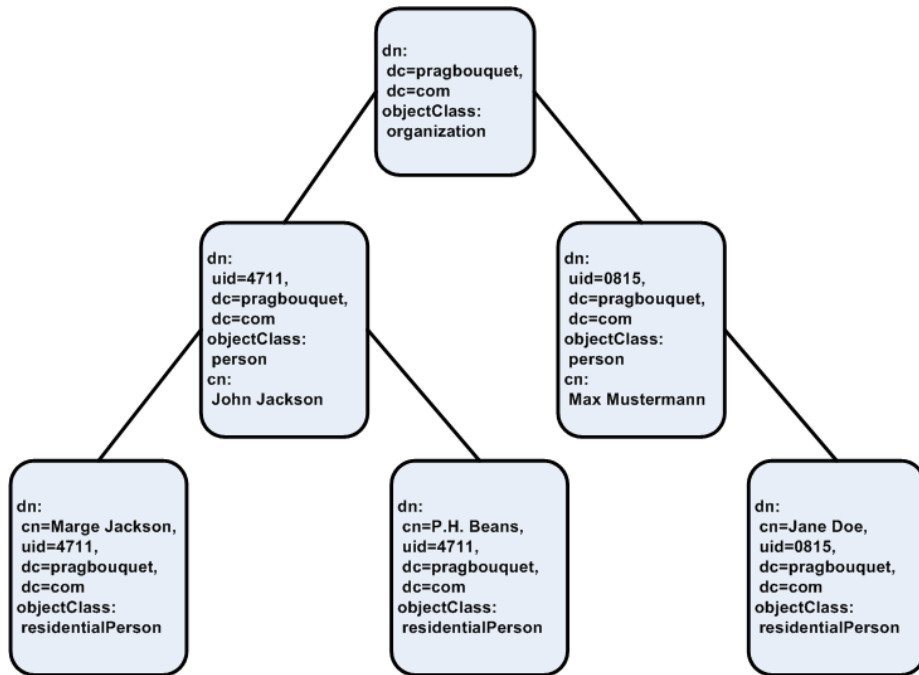 dn:
dc=pragbouquet,
dc=com
objectClass:
organization
dn:
uid=4711,
dc=pragbouquet,
dc=com
objectClass:
person
cn:
John Jackson
dn:
uid=0815,
dc=pragbouquet,
dc=com
objectClass:
person
cn:
Max Mustermann
dn:
cn=Marge Jackson,
uid=4711,
dc=pragbouquet,
dc=com
objectClass:
residentialPerson
dn:
cn=P.H. Beans,
uid=4711,
dc=pragbouquet,
dc=com
objectClass:
residentialPerson
dn:
cn=Jane Doe,
uid=0815,
dc=pragbouquet,
dc=com
objectClass:
residentialPerson